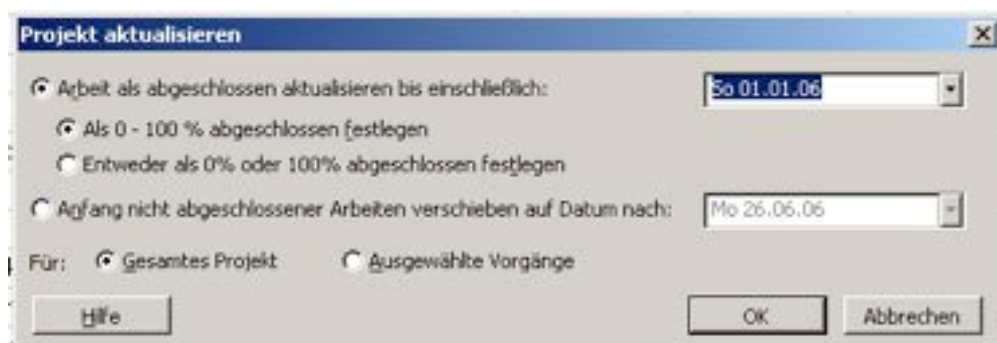 Projekt aktualisieren
Arbeit als abgeschlossen aktualisieren bis einschließlich: So 01.01.06
Als 0 - 100 % abgeschlossen festlegen
Entweder als 0% oder 100% abgeschlossen festlegen
Anfang nicht abgeschlossener Arbeiten verschieben auf Datum nach: Mo 26.06.06
Für: Gesamtes Projekt Ausgewählte Vorgänge
Hilfe OK Abbrechen